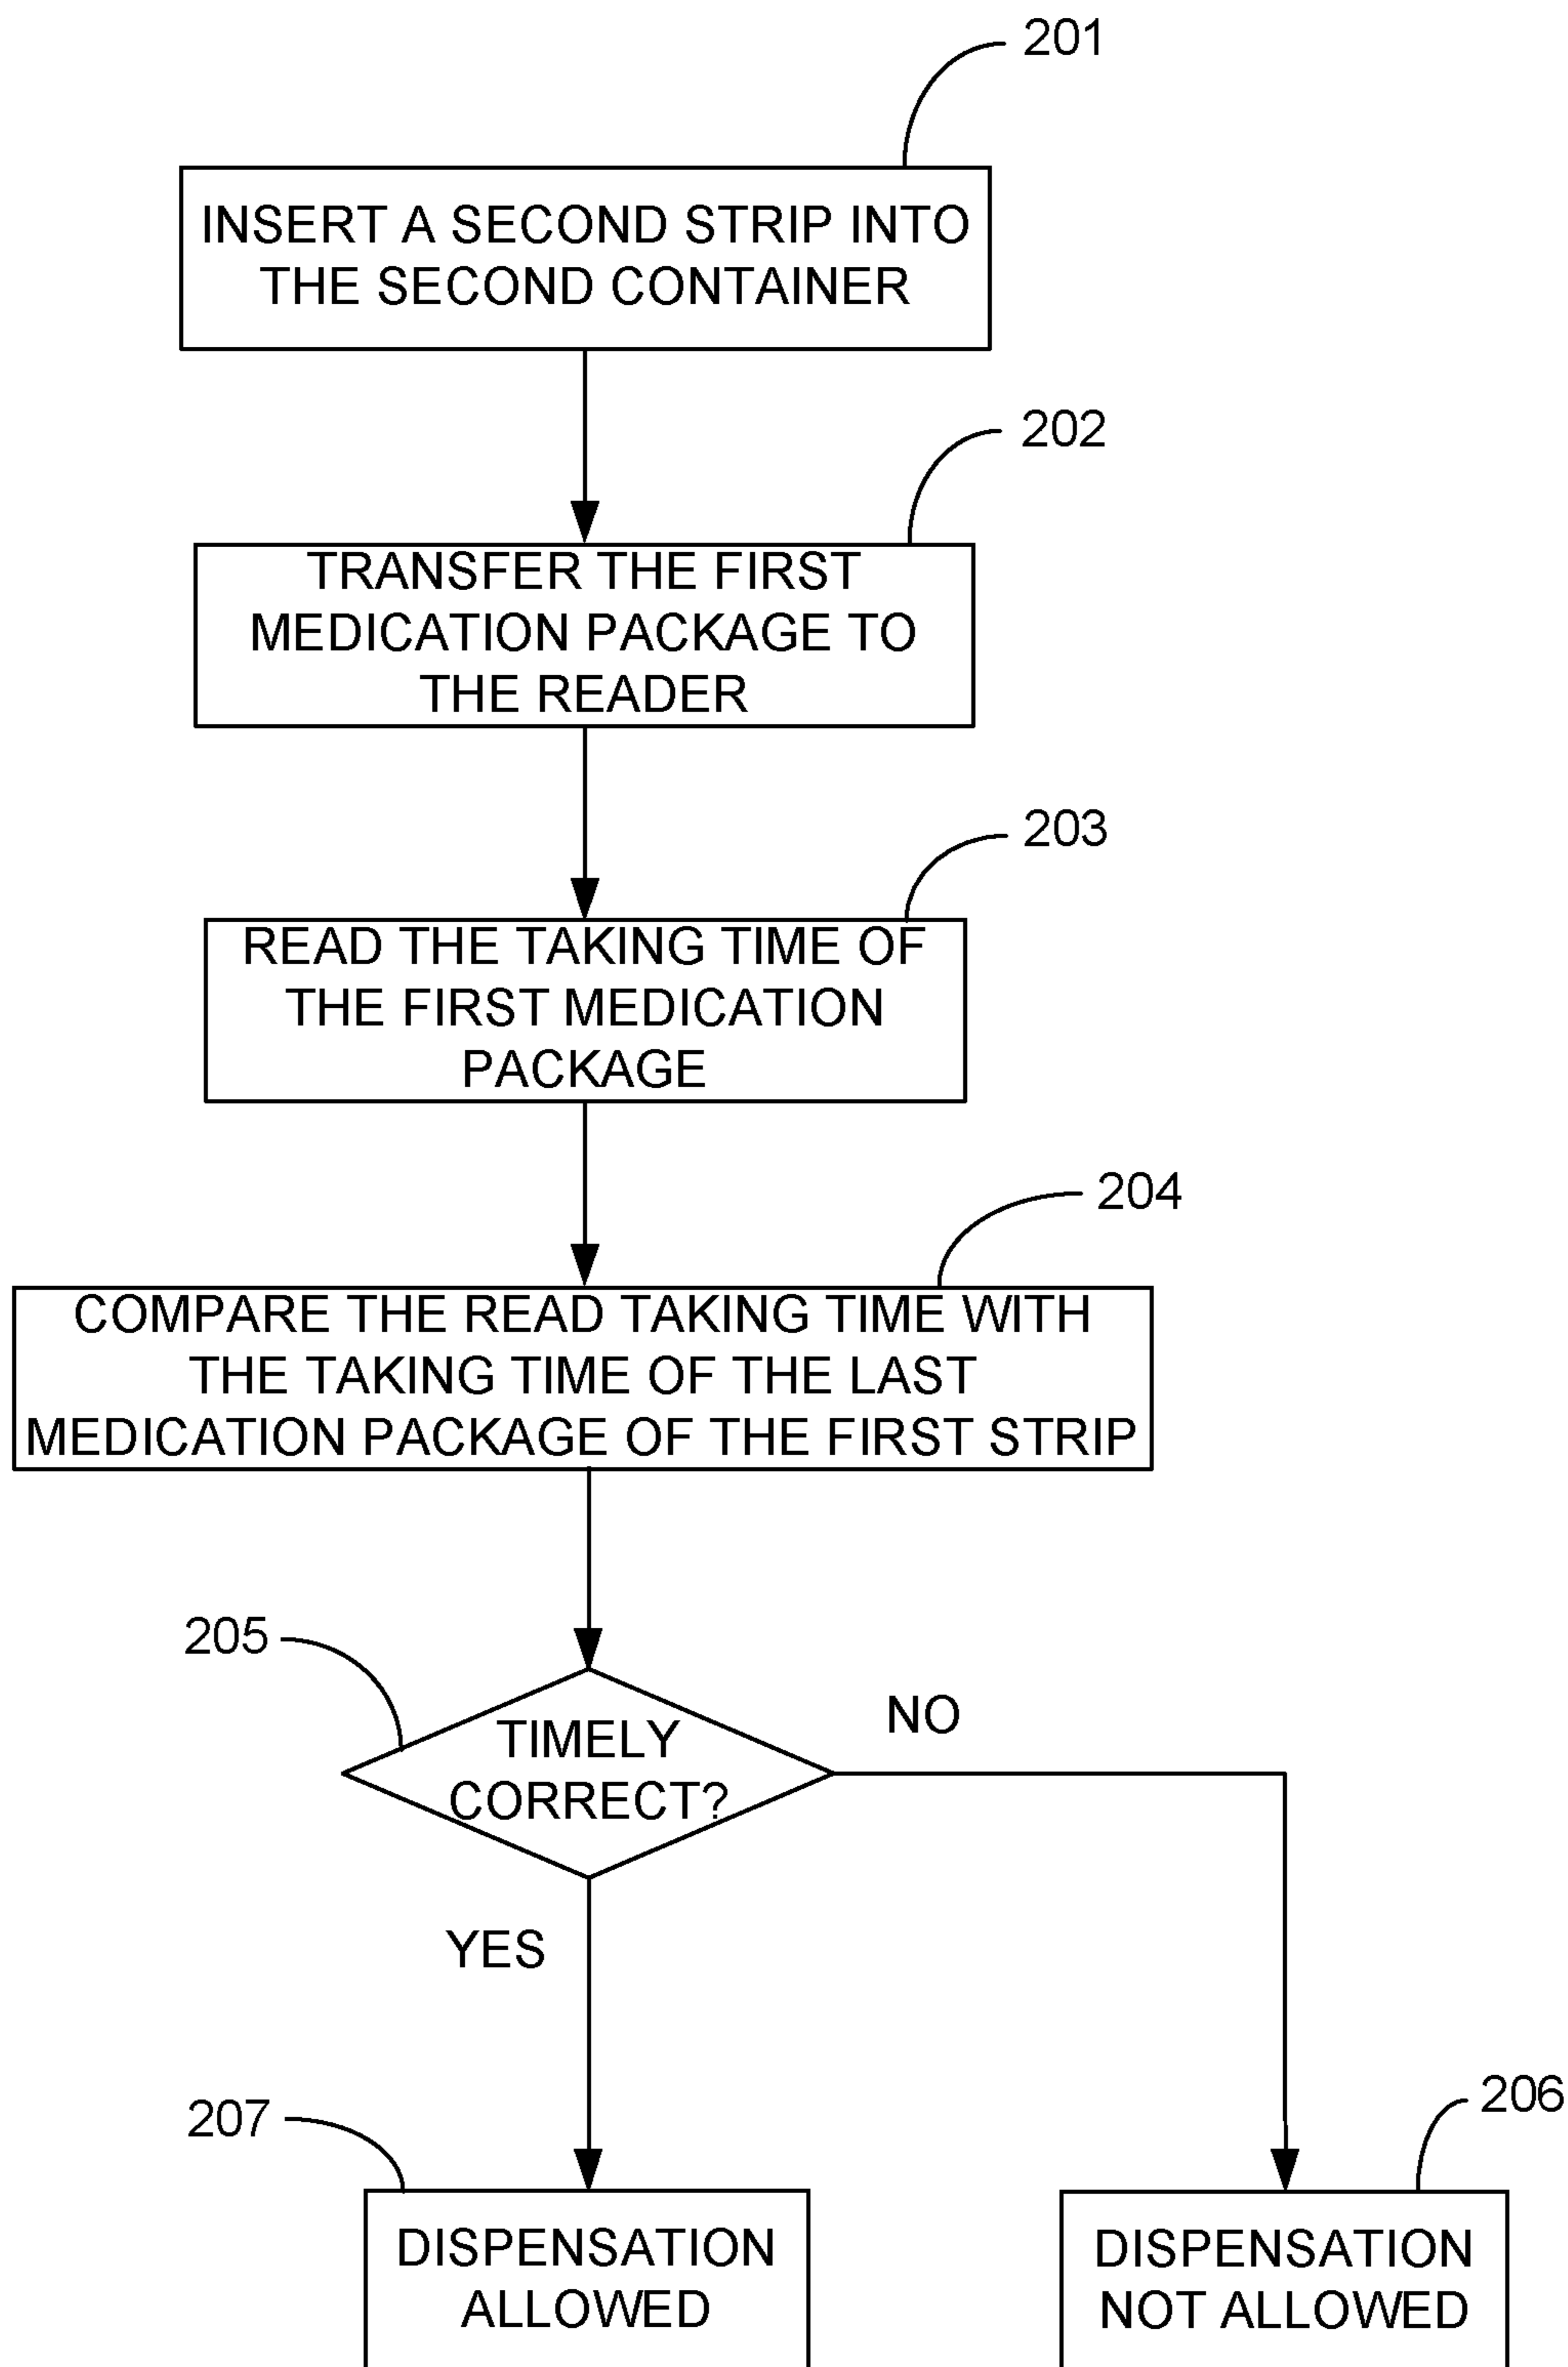 201
INSERT A SECOND STRIP INTO
THE SECOND CONTAINER
202
TRANSFER THE FIRST
MEDICATION PACKAGE TO
THE READER
203
READ THE TAKING TIME OF
THE FIRST MEDICATION
PACKAGE
204
COMPARE THE READ TAKING TIME WITH
THE TAKING TIME OF THE LAST
MEDICATION PACKAGE OF THE FIRST STRIP
205
TIMELY
CORRECT?
NO
YES
207
DISPENSATION
ALLOWED
206
DISPENSATION
NOT ALLOWED